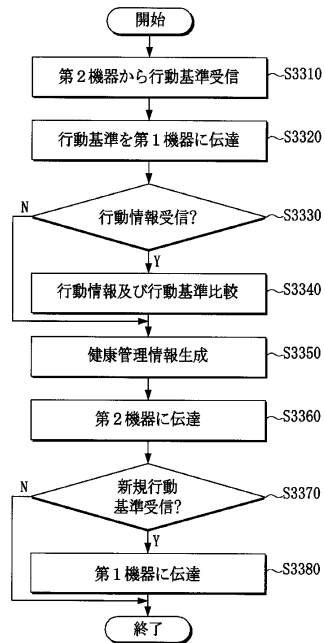 開始
第2機器から行動基準受信
S3310
行動基準を第1機器に伝達
S3320
行動情報受信?
S3330
N
Y
行動情報及び行動基準比較
S3340
健康管理情報生成
S3350
第2機器に伝達
S3360
新規行動
基準受信?
S3370
N
Y
第1機器に伝達
S3380
終了